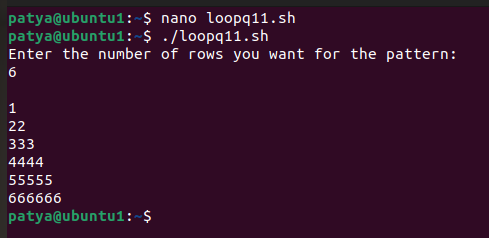 patya@ubuntu1:~$ nano loopq11.sh
patya@ubuntu1:~$ ./loopq11.sh
Enter the number of rows you want for the pattern:
6

1
22
333
4444
55555
666666
patya@ubuntu1:~$